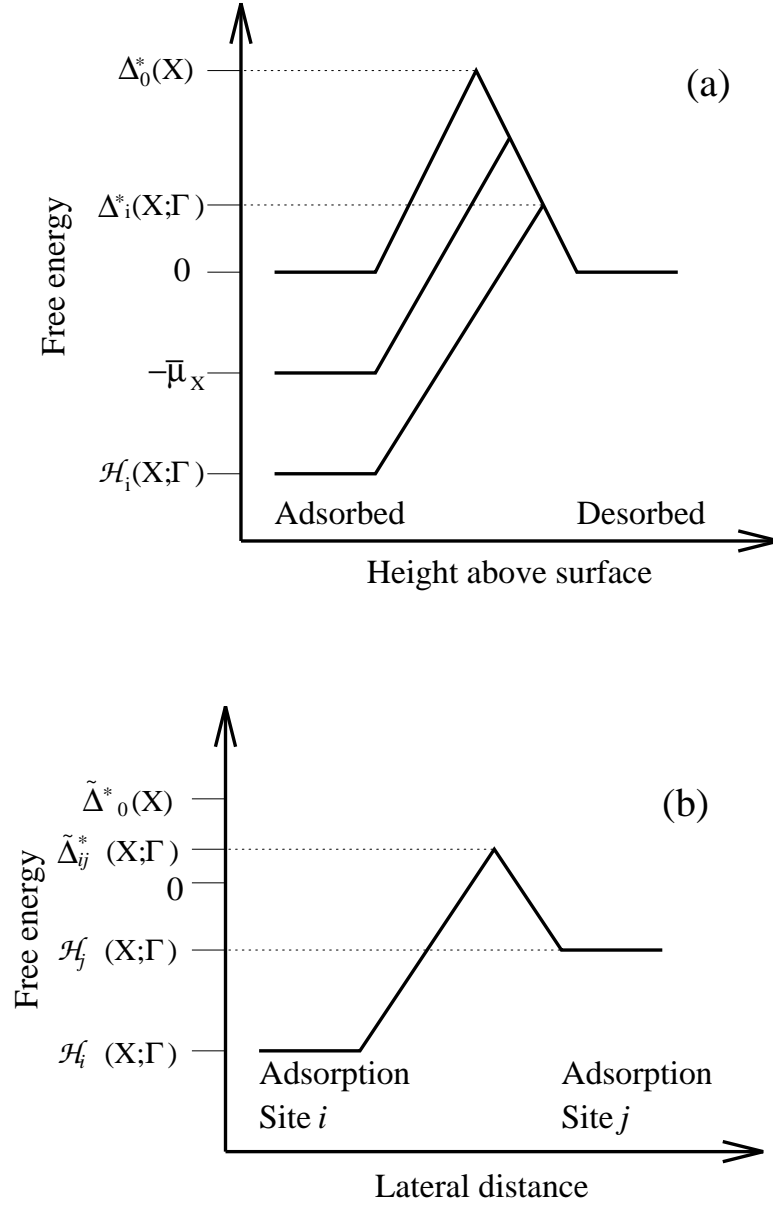 Δ*₀(X)
(a)
Δ*ᵢ(X;Γ)
Free energy
0
−μ̅_X
ℋᵢ(X;Γ)
Adsorbed
Desorbed
Height above surface
Δ̃*₀(X)
(b)
Δ̃*ᵢⱼ (X;Γ)
Free energy
0
ℋⱼ (X;Γ)
ℋᵢ (X;Γ)
Adsorption
Site i
Adsorption
Site j
Lateral distance